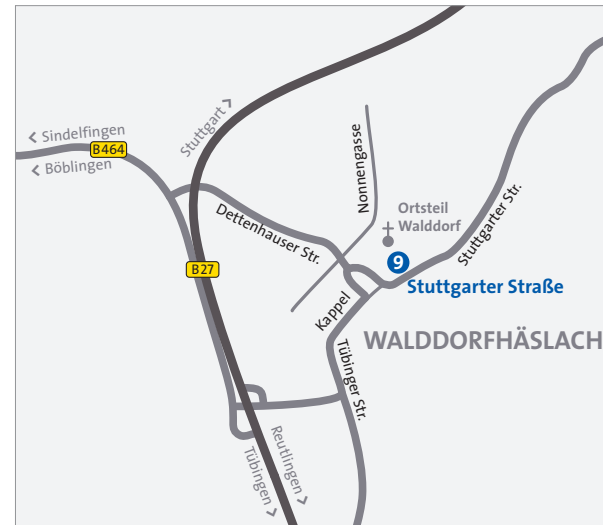 < Sindelfingen
B464
< Böblingen
Stuttgart >
Nonnengasse
Ortsteil
Walddorf
Dettenhauser Str.
Stuttgarter Str.
9
B27
Stuttgarter Straße
Kappel
WALDDORFHÄSLACH
Tübinger Str.
Reutlingen >
Tübingen >